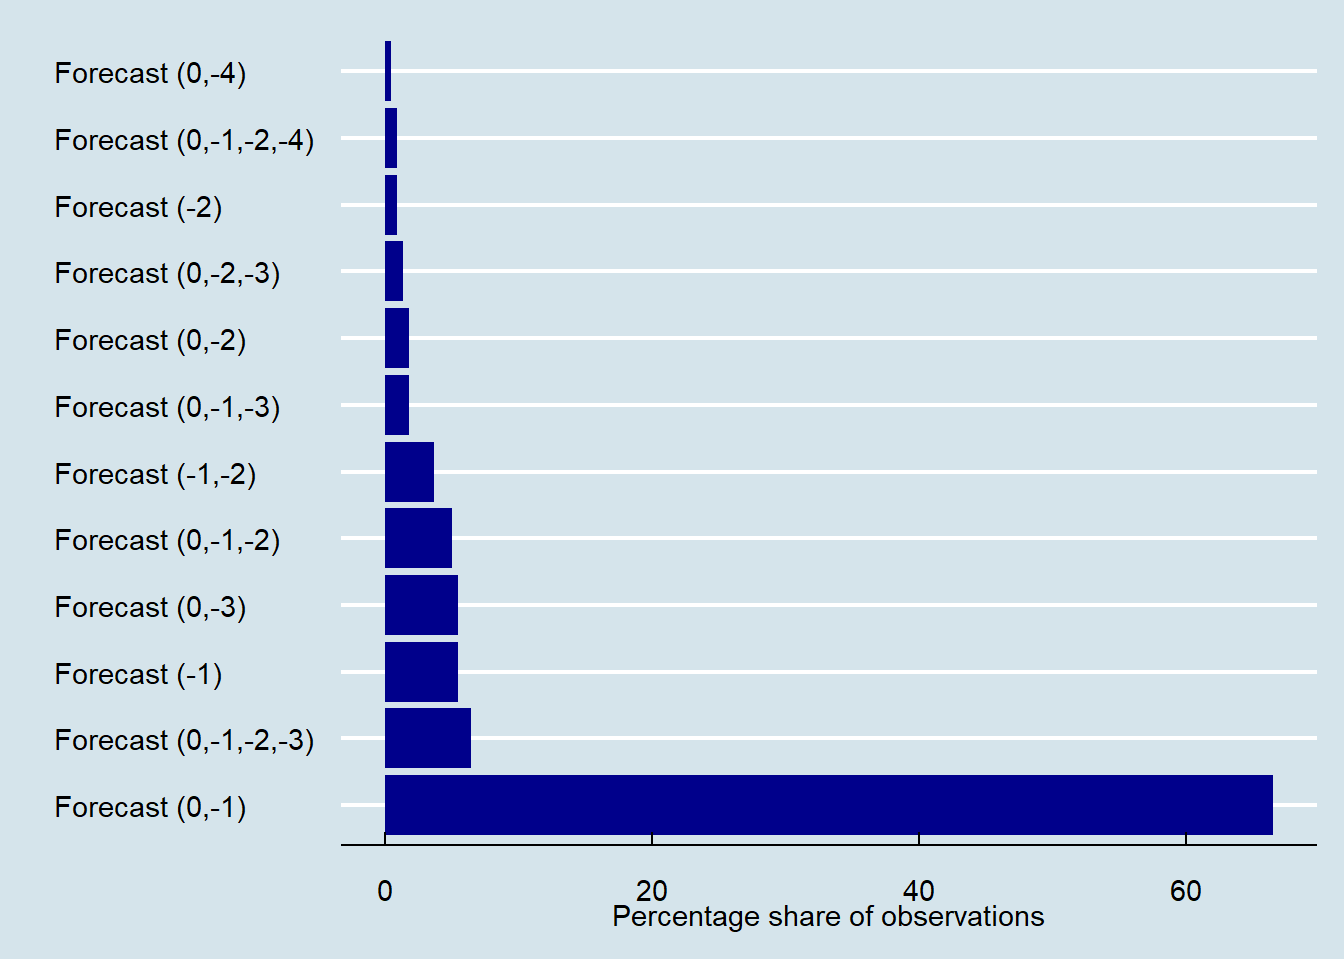 Forecast (0,-4)
Forecast (0,-1,-2,-4)
Forecast (-2)
Forecast (0,-2,-3)
Forecast (0,-2)
Forecast (0,-1,-3)
Forecast (-1,-2)
Forecast (0,-1,-2)
Forecast (0,-3)
Forecast (-1)
Forecast (0,-1,-2,-3)
Forecast (0,-1)
0 20 40 60
Percentage share of observations